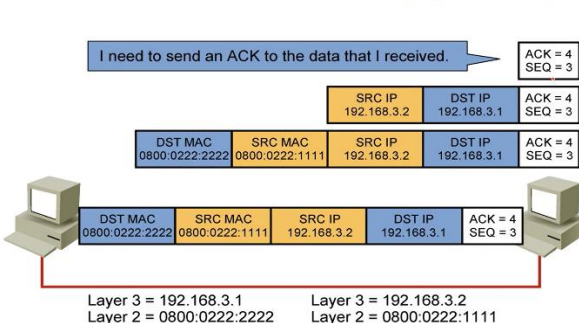 I need to send an ACK to the data that I received.
ACK = 4
SEQ = 3
SRC IP
192.168.3.2
DST IP
192.168.3.1
ACK = 4
SEQ = 3
DST MAC
0800:0222:2222
SRC MAC
0800:0222:1111
SRC IP
192.168.3.2
DST IP
192.168.3.1
ACK = 4
SEQ = 3
DST MAC
0800:0222:2222
SRC MAC
0800:0222:1111
SRC IP
192.168.3.2
DST IP
192.168.3.1
ACK = 4
SEQ = 3
Layer 3 = 192.168.3.1
Layer 2 = 0800:0222:2222
Layer 3 = 192.168.3.2
Layer 2 = 0800:0222:1111